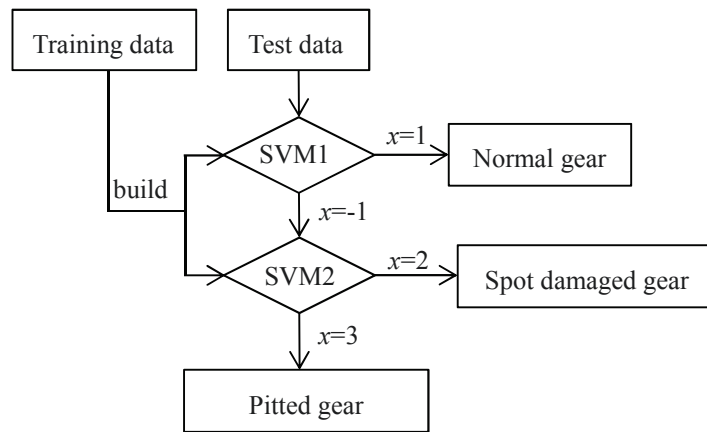 Training data
Test data
SVM1
x=1
Normal gear
build
x=-1
SVM2
x=2
Spot damaged gear
x=3
Pitted gear